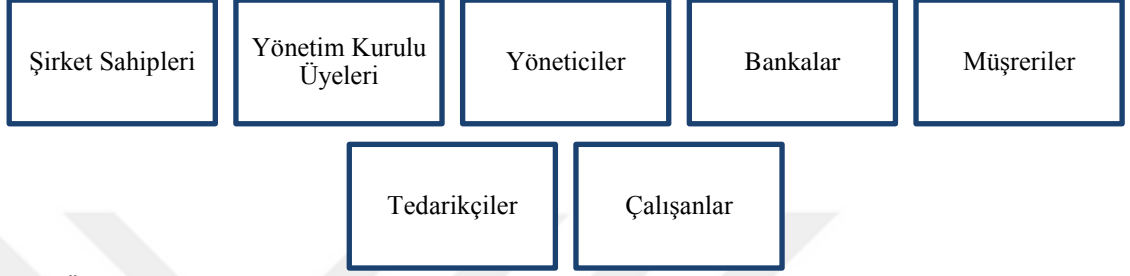 Şirket Sahipleri
Yönetim Kurulu
Üyeleri
Yöneticiler
Bankalar
Müşreriler
Tedarikçiler
Çalışanlar